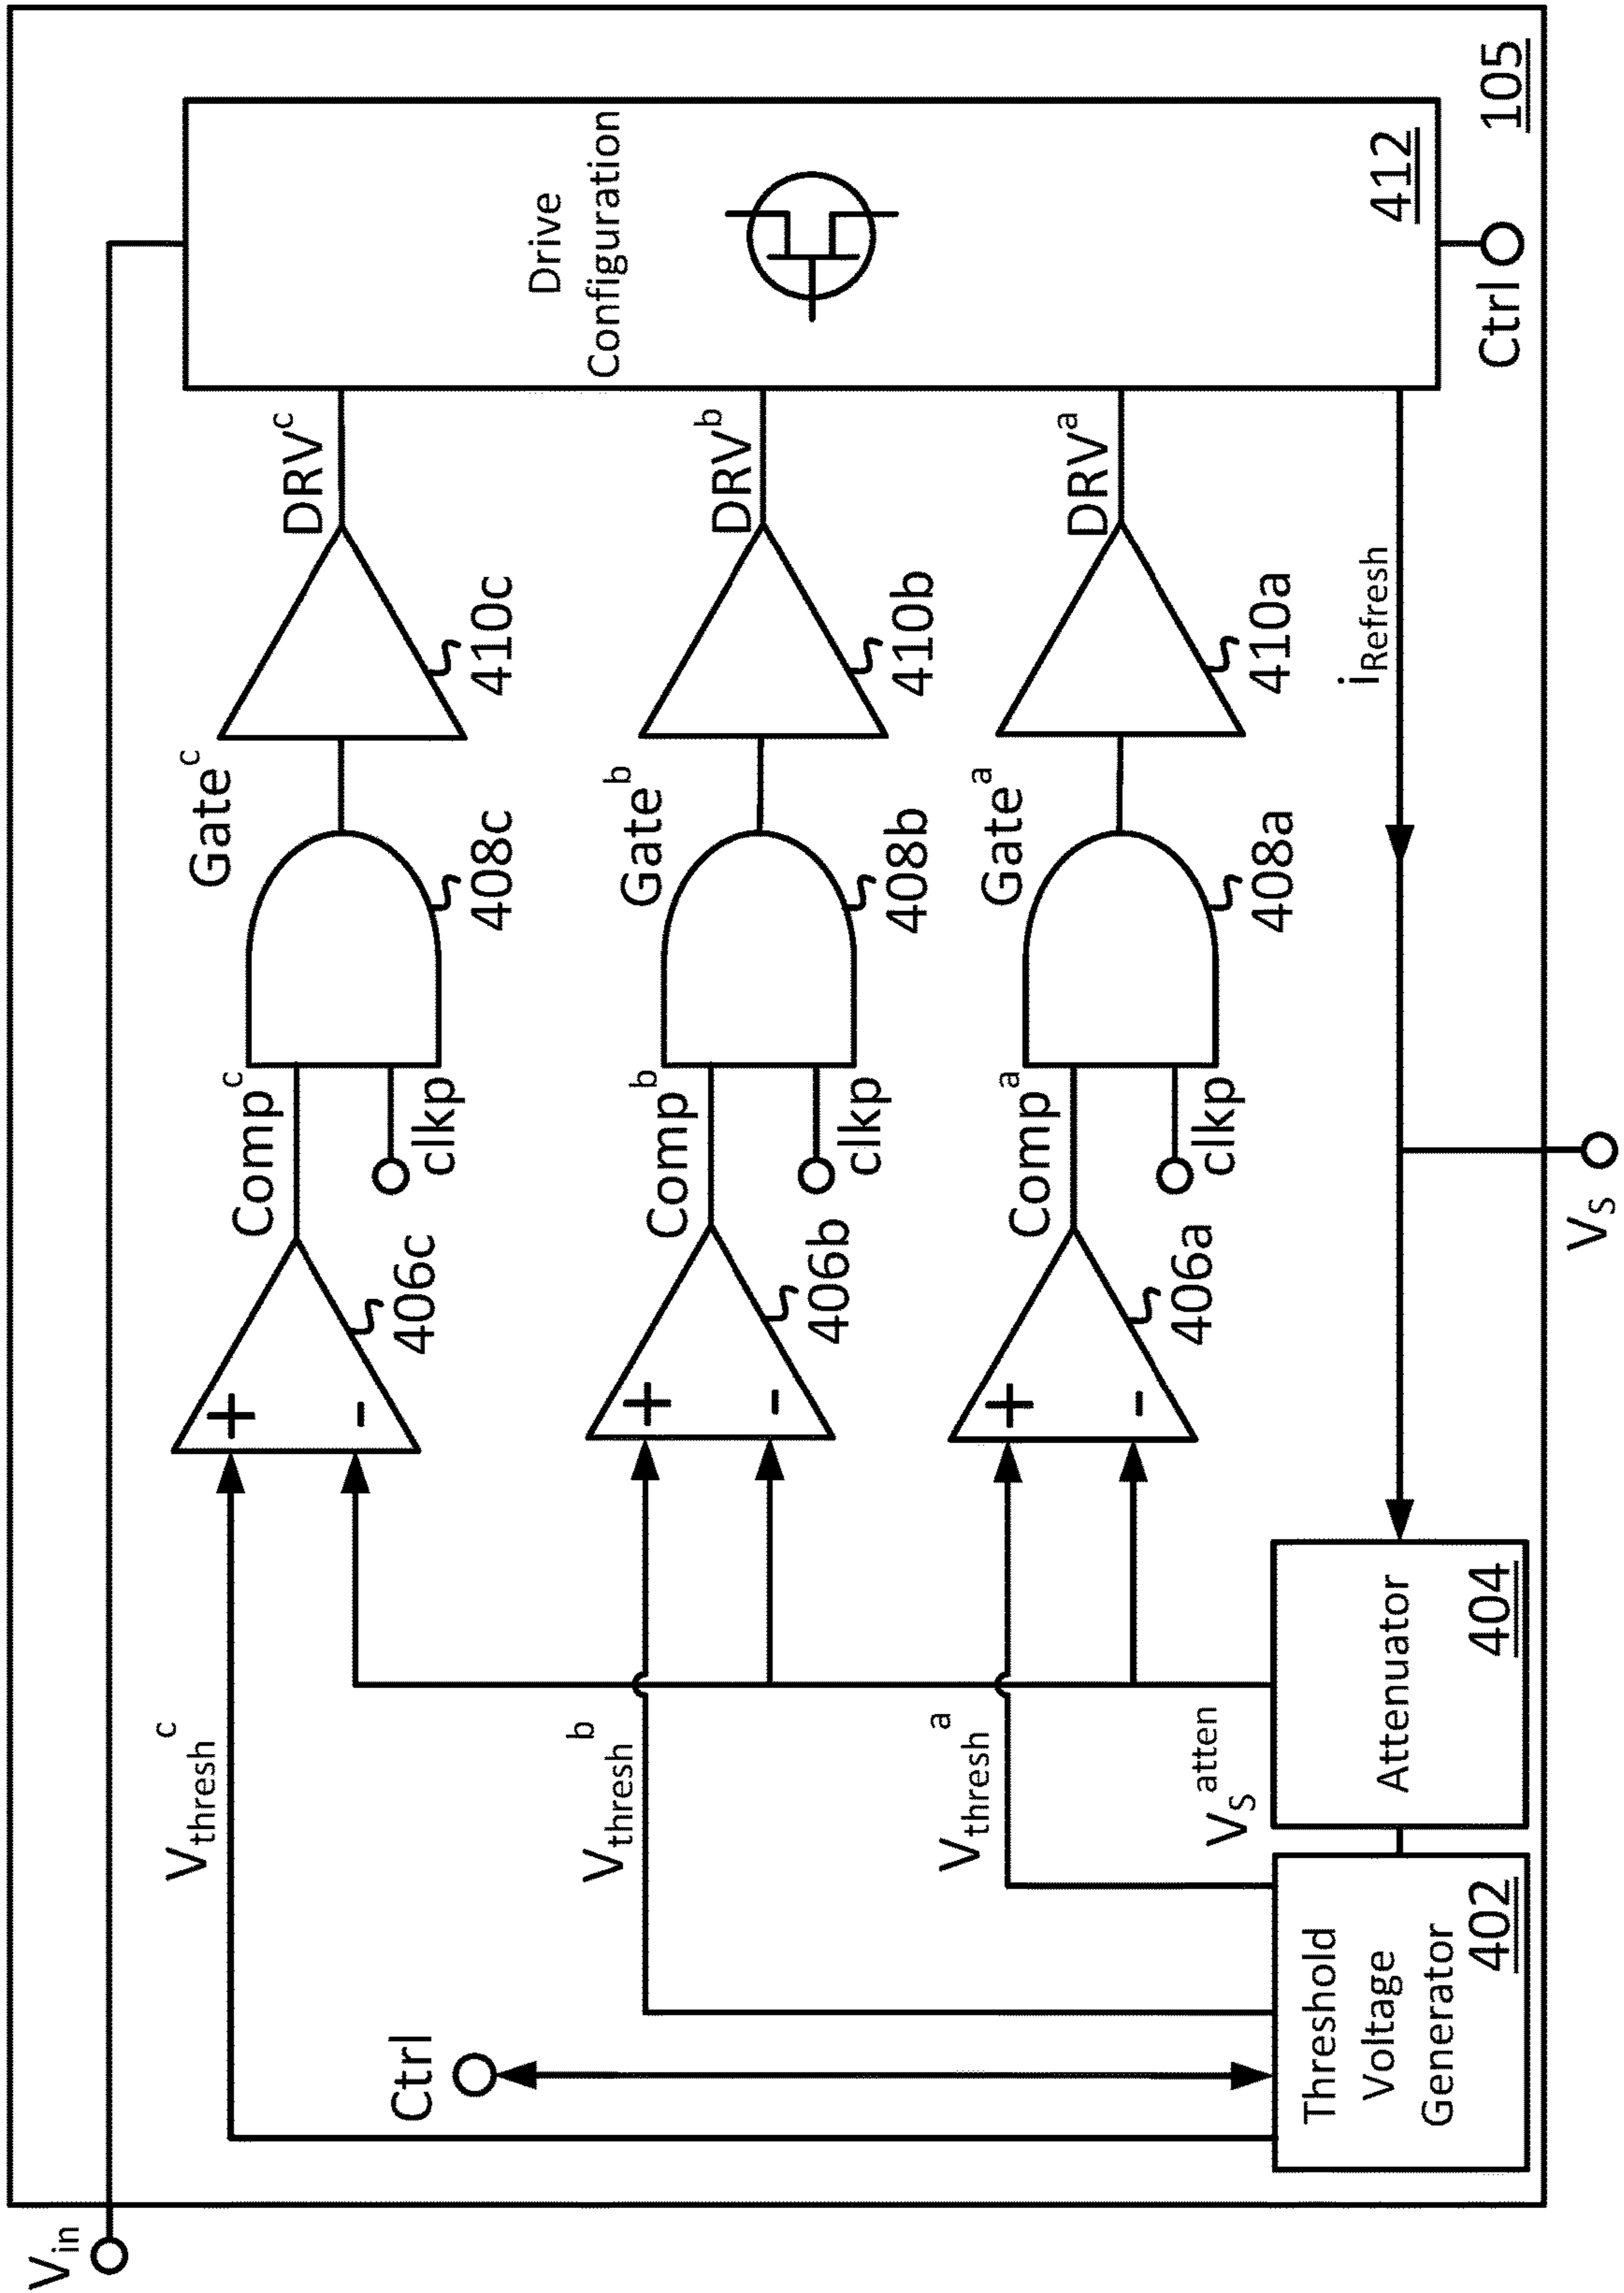 V_in
Ctrl
V_thresh^c
V_thresh^b
V_thresh^a
V_S^atten
Threshold
Voltage
Generator
402
Attenuator
404
+
-
406c
+
-
406b
+
-
406a
Comp^c
clkp
Comp^b
clkp
Comp^a
clkp
V_S
408c
408b
408a
Gate^c
Gate^b
Gate^a
410c
410b
410a
DRV^c
DRV^b
DRV^a
i_Refresh
Drive
Configuration
412
Ctrl
105